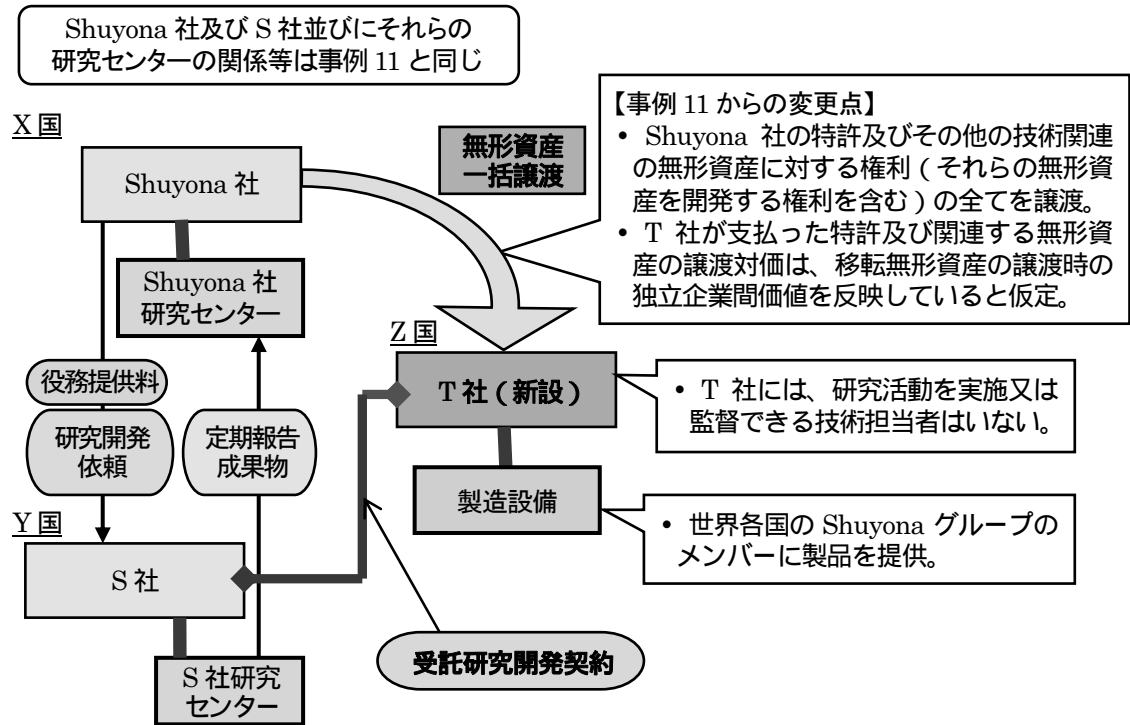 Shuyona 社及び S 社並びにそれらの
研究センターの関係等は事例 11 と同じ
X 国
Shuyona 社
無形資産
一括譲渡
【事例 11 からの変更点】
• Shuyona 社の特許及びその他の技術関連
の無形資産に対する権利（それらの無形資
産を開発する権利を含む）の全てを譲渡。
• T 社が支払った特許及び関連する無形資
産の譲渡対価は、移転無形資産の譲渡時の
独立企業間価値を反映していると仮定。
Shuyona 社
研究センター
Z 国
T 社（新設）
• T 社には、研究活動を実施又は
監督できる技術担当者はいない。
役務提供料
研究開発
依頼
定期報告
成果物
製造設備
• 世界各国の Shuyona グループの
メンバーに製品を提供。
Y 国
S 社
受託研究開発契約
S 社研究
センター